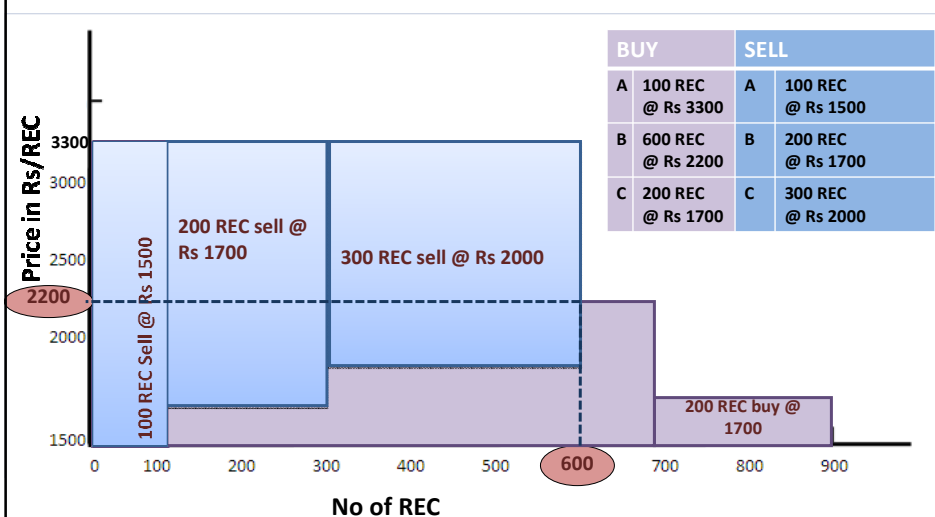 BUY SELL
A 100 REC @ Rs 3300 A 100 REC @ Rs 1500
B 600 REC @ Rs 2200 B 200 REC @ Rs 1700
C 200 REC @ Rs 1700 C 300 REC @ Rs 2000
Price in Rs/REC
3300
3000
2500
2200
2000
1500
100 REC Sell @ Rs 1500
200 REC sell @
Rs 1700
300 REC sell @ Rs 2000
200 REC buy @
1700
0 100 200 300 400 500 600 700 800 900
No of REC